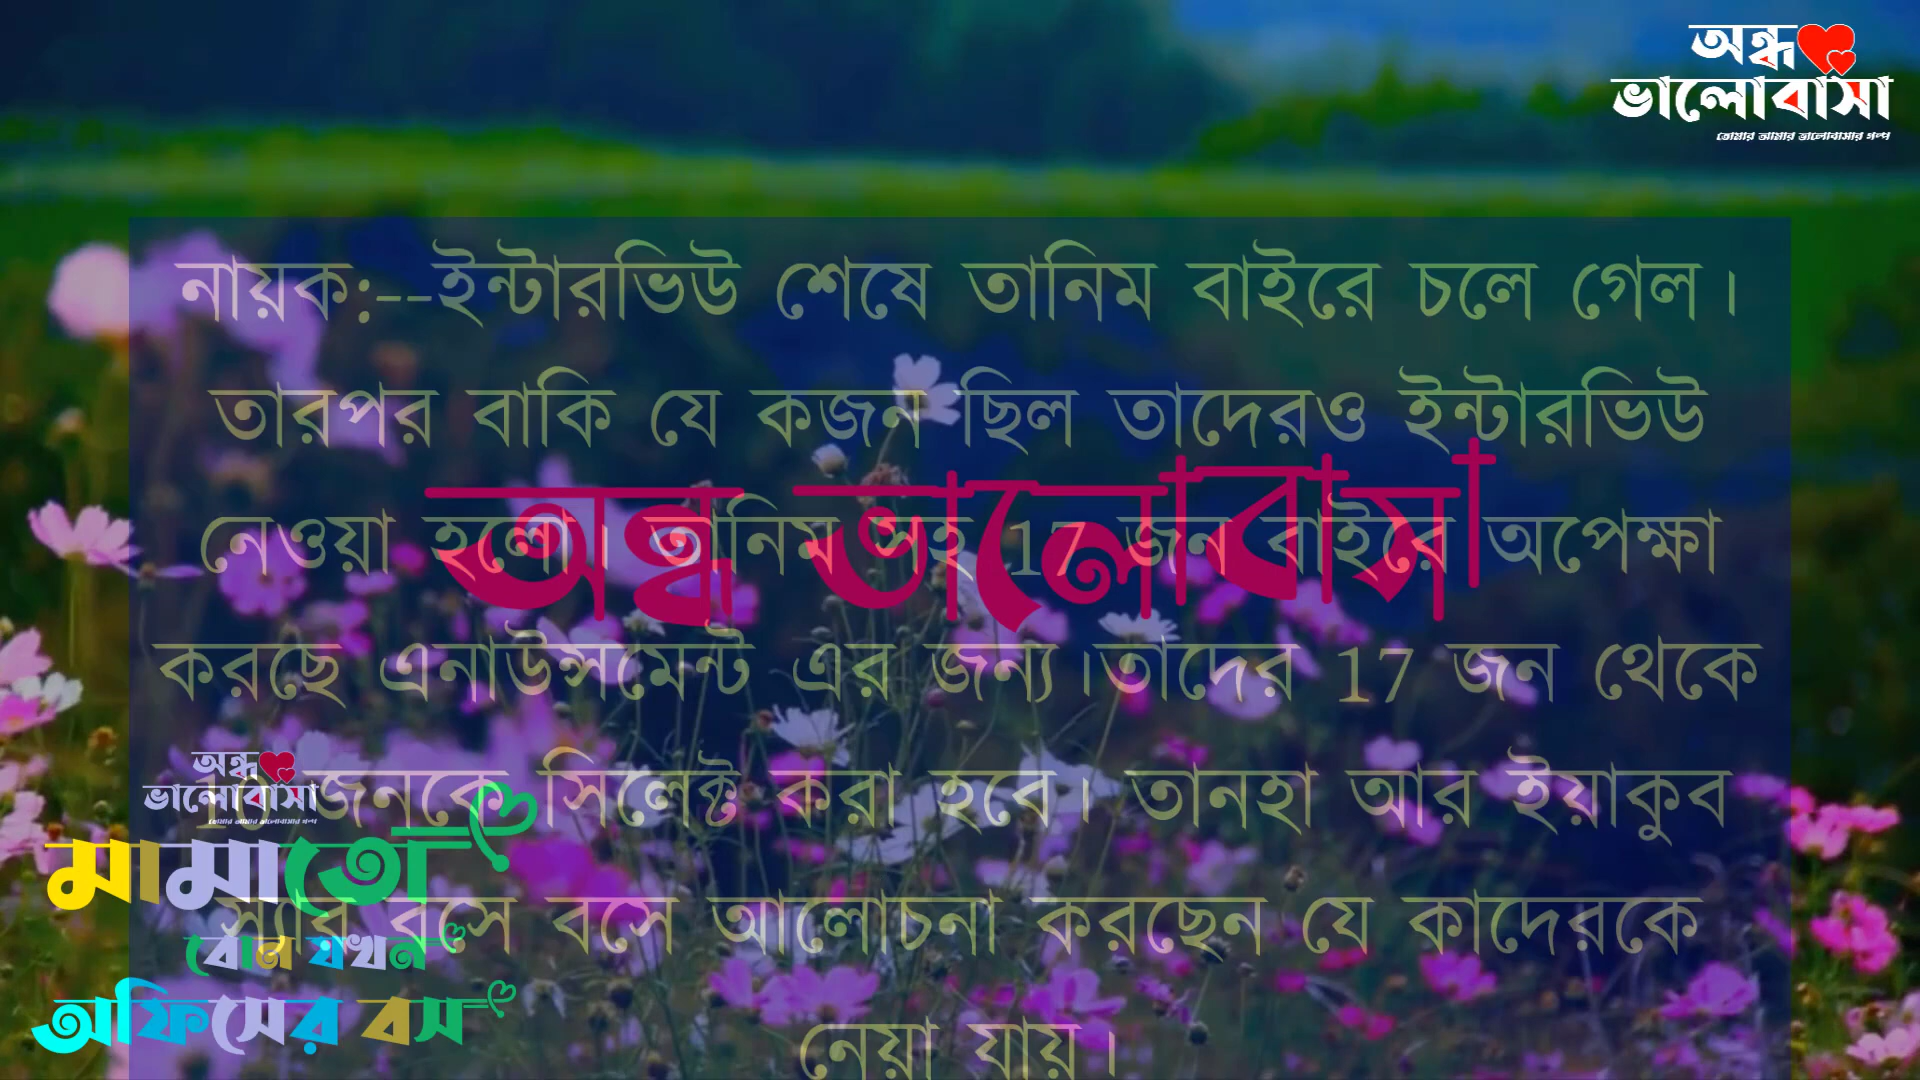 অন্ধ
ভালোবাসা
তোমার আমার ভালোবাসার গল্প
নায়ক:--ইন্টারভিউ শেষে তানিম বাইরে চলে গেল।
তারপর বাকি যে কজন ছিল তাদেরও ইন্টারভিউ
নেওয়া হলো। তানিম সহ 17 জন বাইরে অপেক্ষা
অন্ধ ভালোবাসা
করছে এনাউন্সমেন্ট এর জন্য।তাদের 17 জন থেকে
জনকে সিলেক্ট করা হবে। তানহা আর ইয়াকুব
স্যার বসে বসে আলোচনা করছেন যে কাদেরকে
নেয়া যায়।
অন্ধ
ভালোবাসা
তোমার আমার ভালোবাসার গল্প
মামাতো
বোন যখন
অফিসের বস